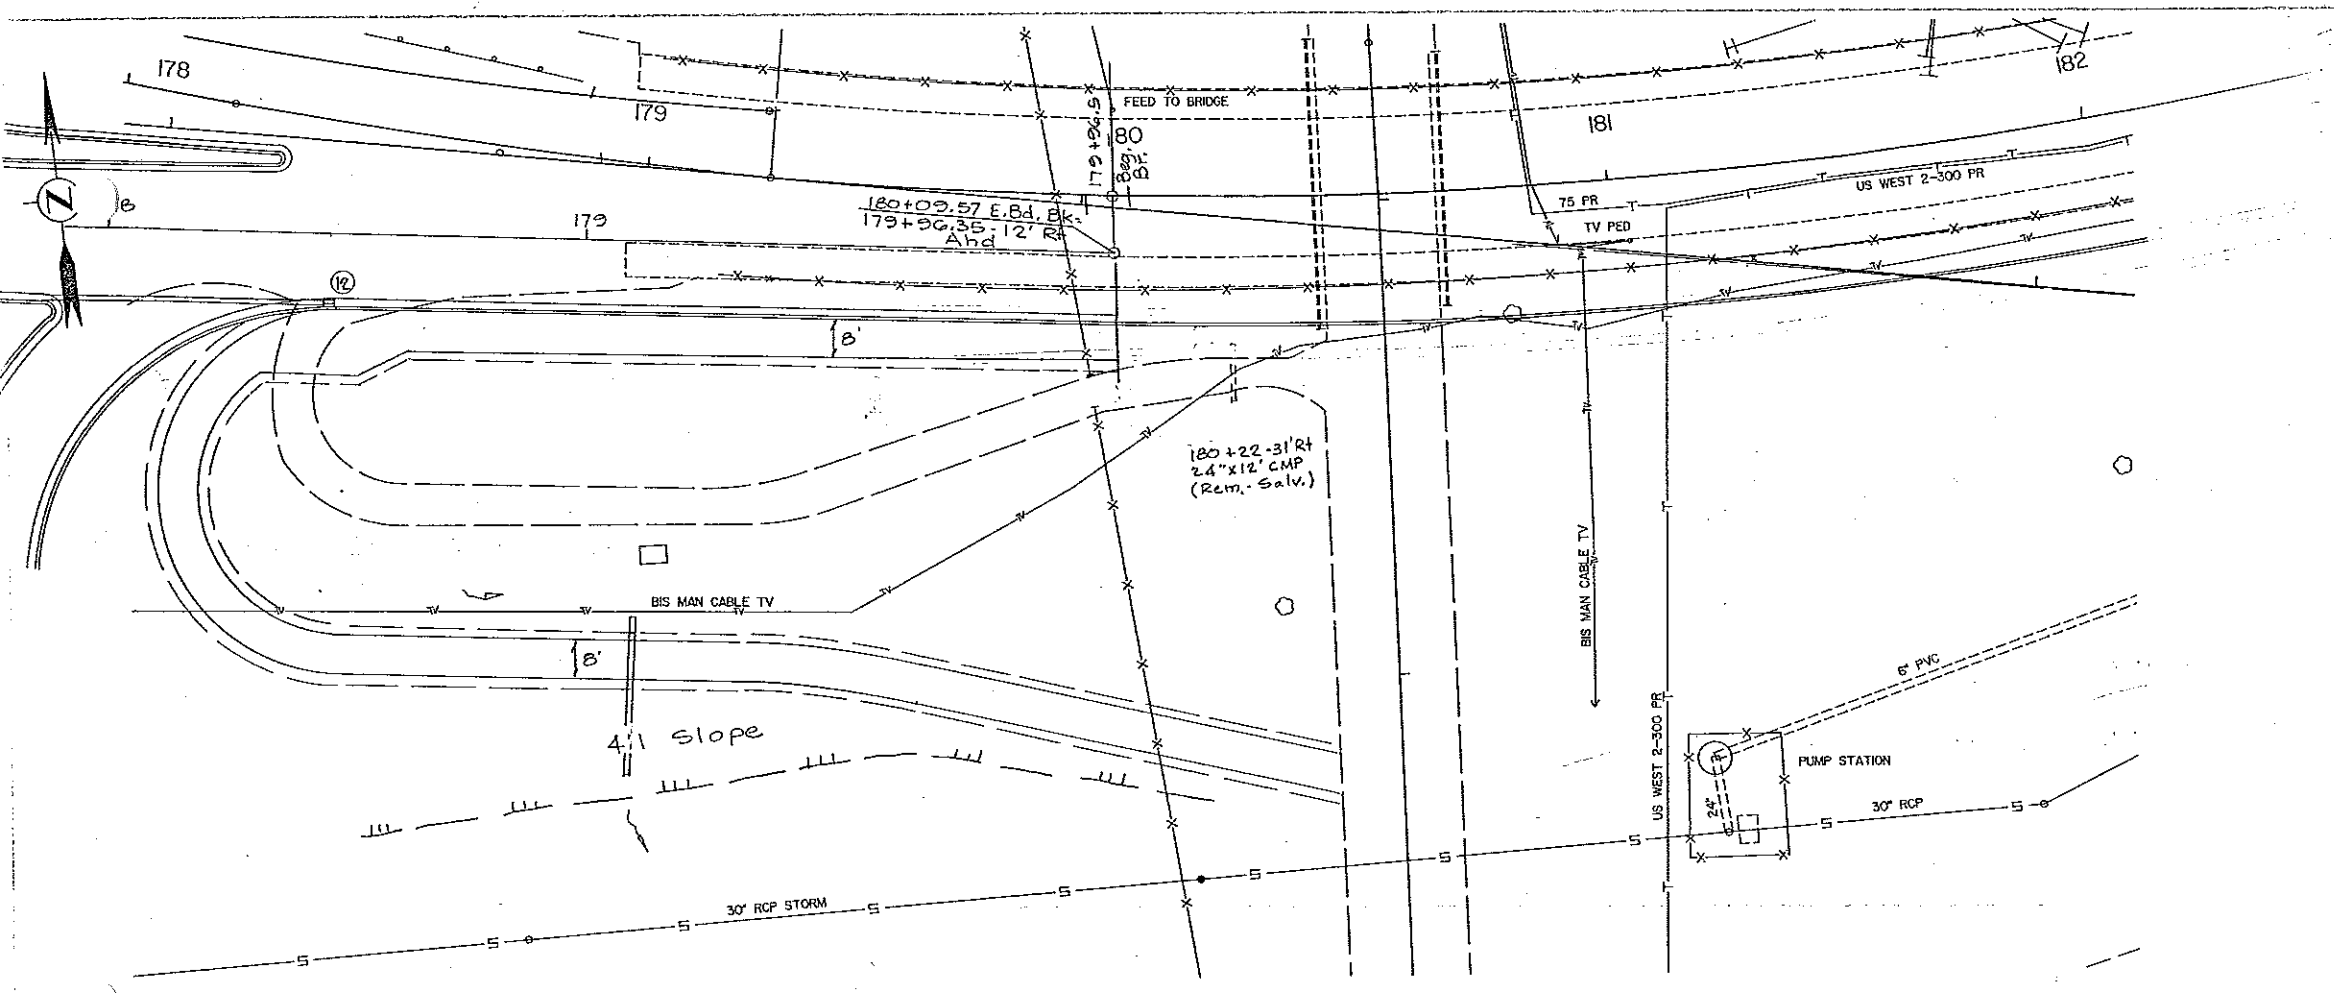 178
179
FEED TO BRIDGE
179+96.5
180
Beg.
Br.
181
182
US WEST 2-300 PR
75 PR
TV PED
B
179
180+09.57 E.Bd. Bk=
179+96.35-12' Rt
Ahd
12
8'
180+22-31'Rt
24"x12' CMP
(Rem.-Salv.)
BIS MAN CABLE TV
BIS MAN CABLE TV
8'
4:1 Slope
6" PVC
US WEST 2-300 PR
PUMP STATION
24"
30" RCP
30" RCP STORM